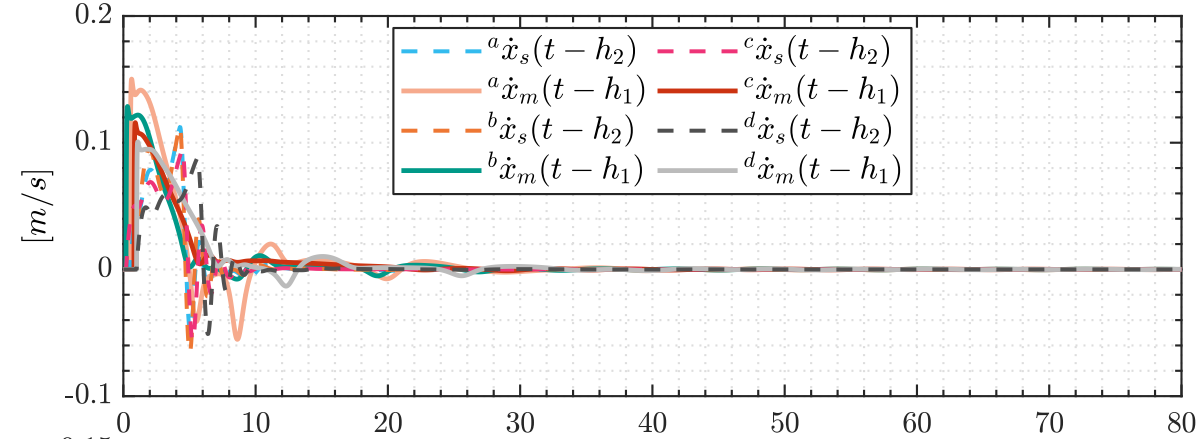 0.2
ᵃẋₛ(t − h₂) ᶜẋₛ(t − h₂)
ᵃẋₘ(t − h₁) ᶜẋₘ(t − h₁)
ᵇẋₛ(t − h₂) ᵈẋₛ(t − h₂)
ᵇẋₘ(t − h₁) ᵈẋₘ(t − h₁)
0.1
[m/s]
0
-0.1
0 10 20 30 40 50 60 70 80